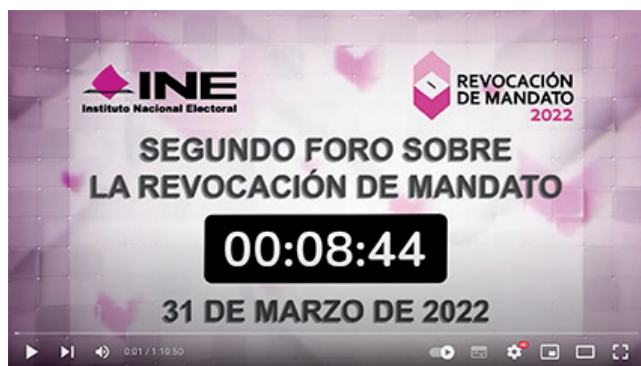 INE
Instituto Nacional Electoral
REVOCACIÓN
DE MANDATO
2022
SEGUNDO FORO SOBRE
LA REVOCACIÓN DE MANDATO
00:08:44
31 DE MARZO DE 2022
0:01 / 1:10:50